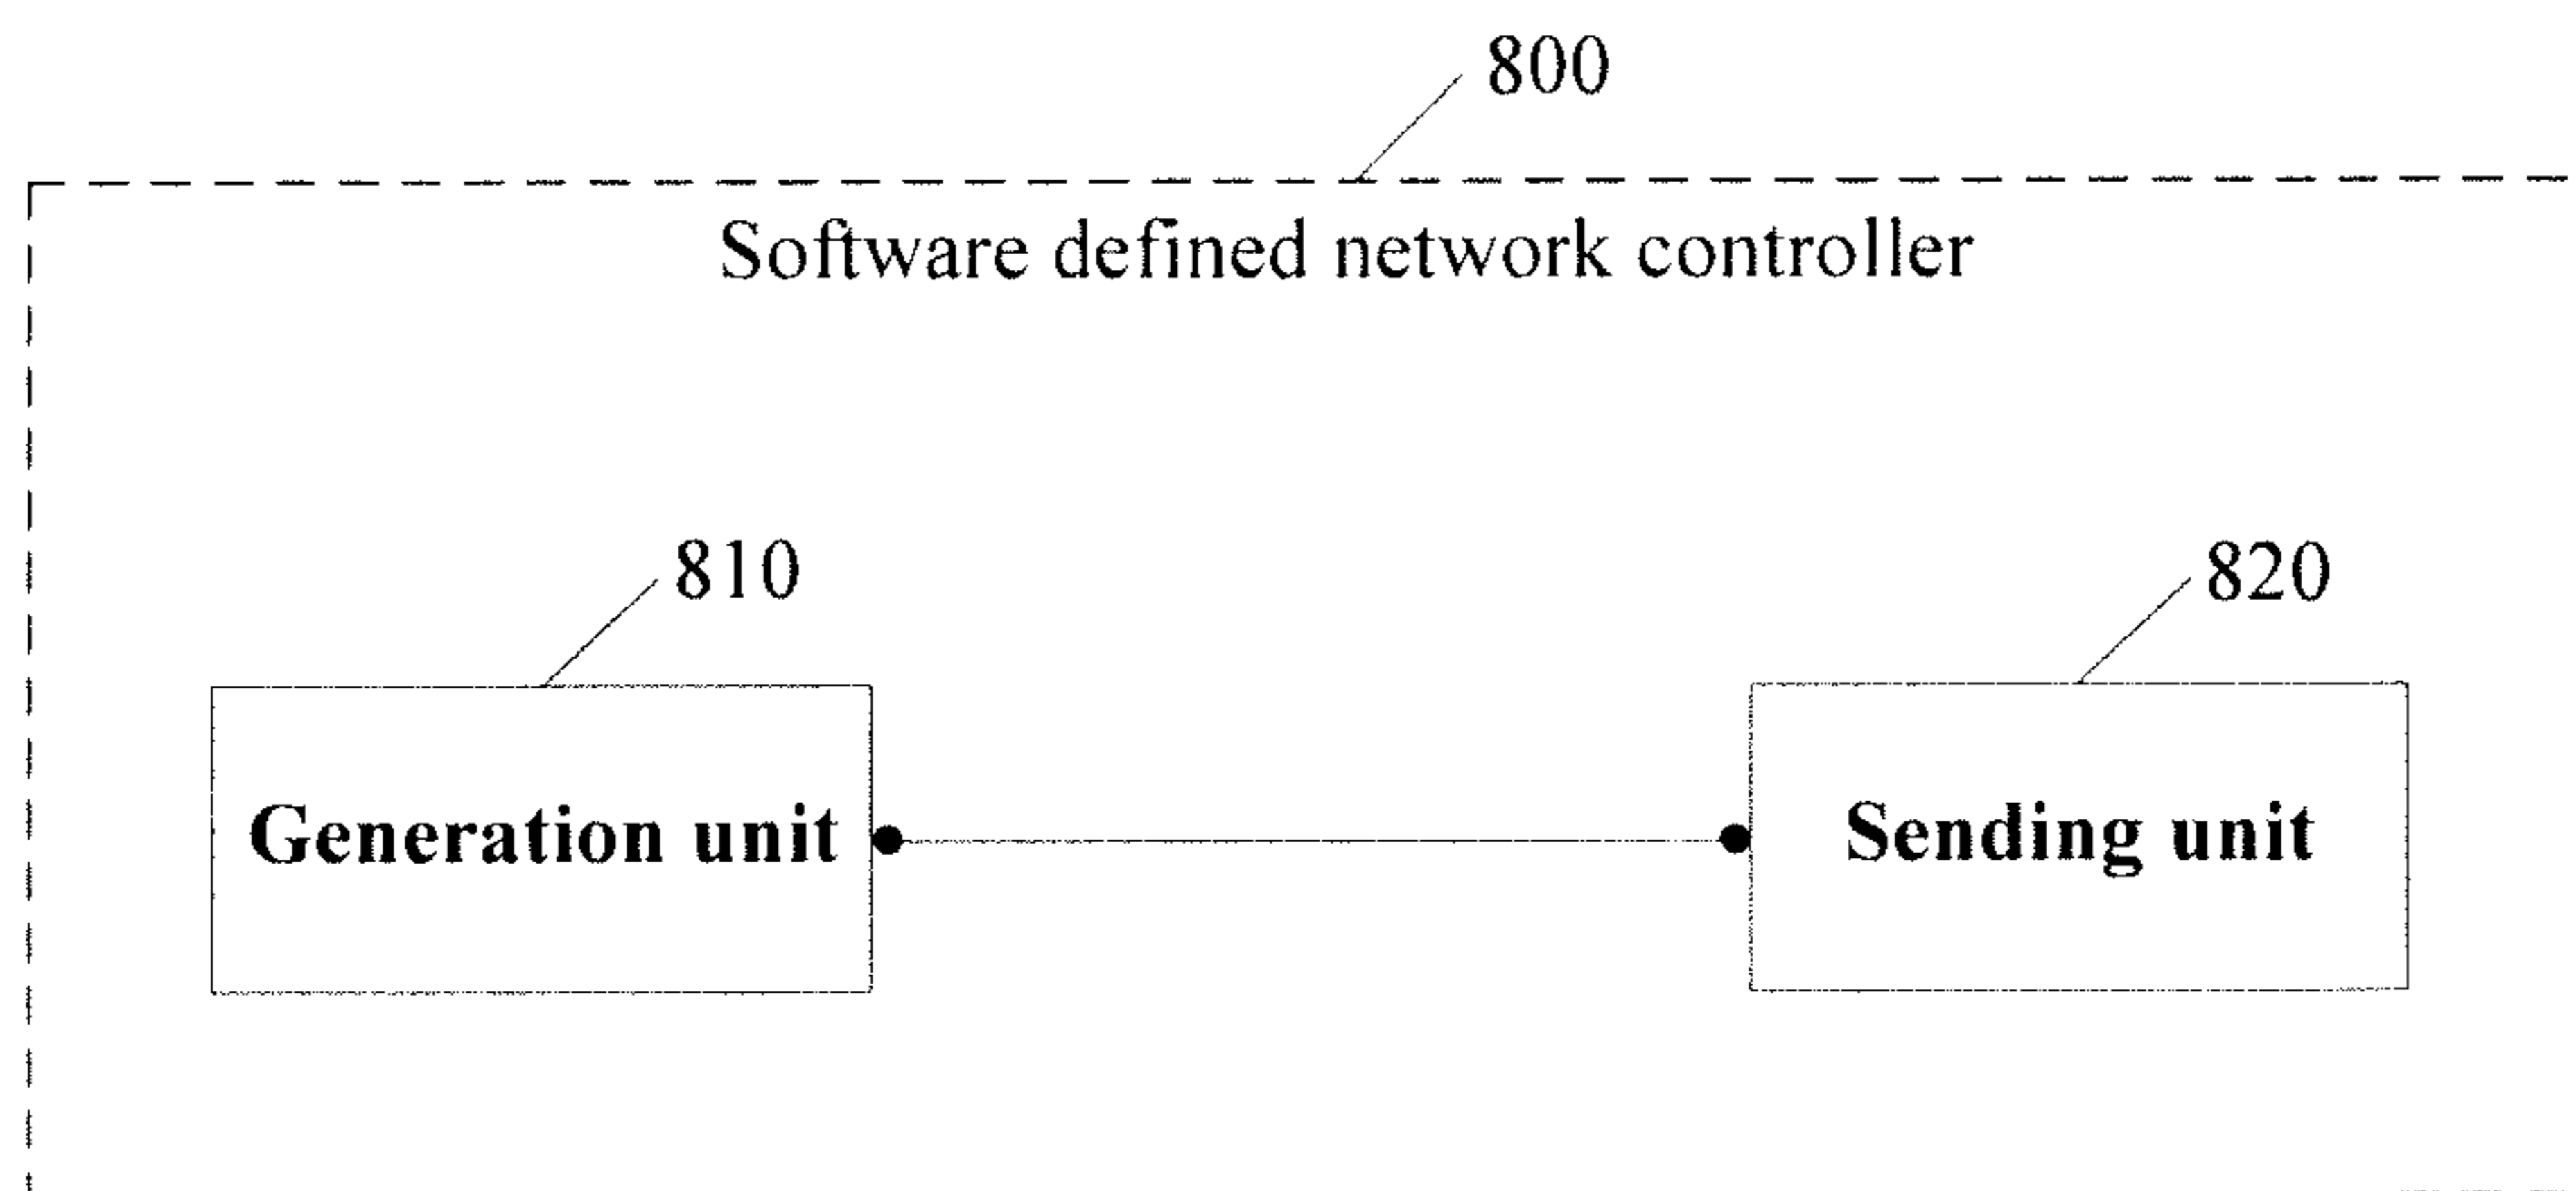 800
Software defined network controller
810
820
Generation unit
Sending unit